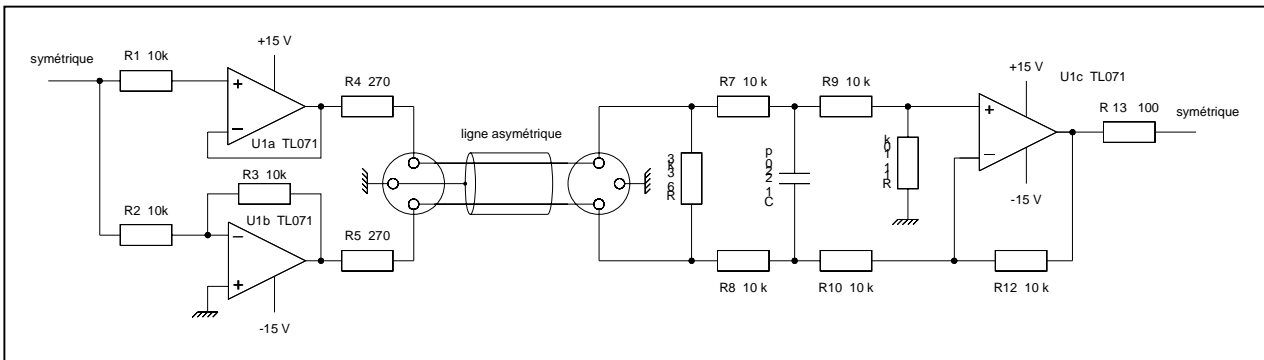 symétrique
R1 10k
+15 V
R4 270
U1a TL071
R3 10k
R2 10k
U1b TL071
R5 270
-15 V
ligne asymétrique
R6 3k3
R7 10 k
R9 10 k
C1 220p
R11 10k
+15 V
U1c TL071
R 13 100
symétrique
-15 V
R8 10 k
R10 10 k
R12 10 k